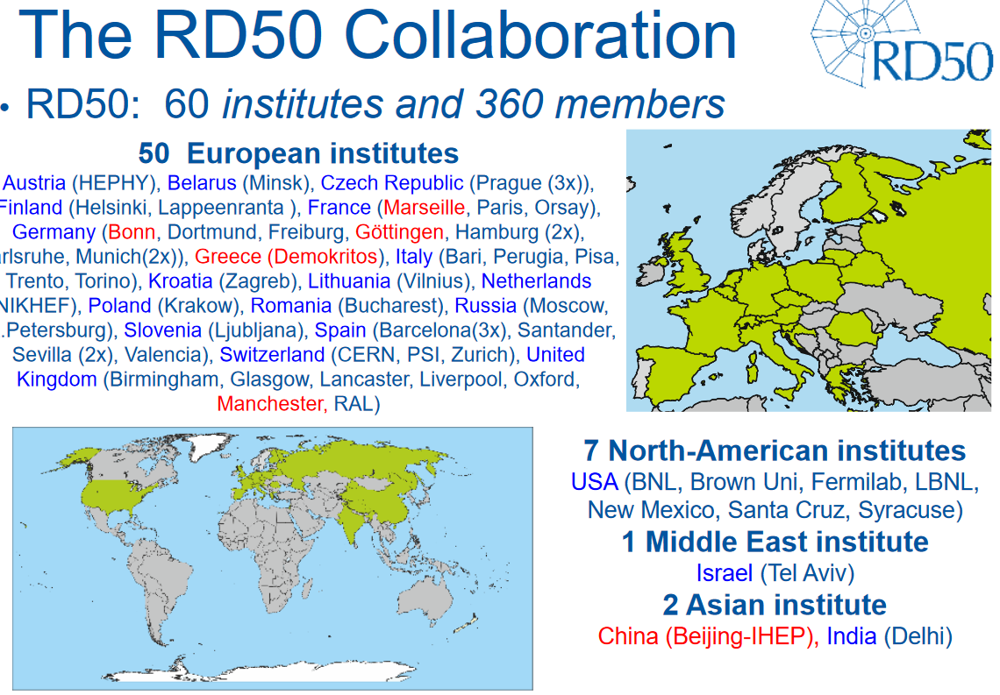 The RD50 Collaboration
RD50
• RD50: 60 institutes and 360 members
50 European institutes
Austria (HEPHY), Belarus (Minsk), Czech Republic (Prague (3x)),
Finland (Helsinki, Lappeenranta ), France (Marseille, Paris, Orsay),
Germany (Bonn, Dortmund, Freiburg, Göttingen, Hamburg (2x),
arlsruhe, Munich(2x)), Greece (Demokritos), Italy (Bari, Perugia, Pisa,
Trento, Torino), Kroatia (Zagreb), Lithuania (Vilnius), Netherlands
NIKHEF), Poland (Krakow), Romania (Bucharest), Russia (Moscow,
.Petersburg), Slovenia (Ljubljana), Spain (Barcelona(3x), Santander,
Sevilla (2x), Valencia), Switzerland (CERN, PSI, Zurich), United
Kingdom (Birmingham, Glasgow, Lancaster, Liverpool, Oxford,
Manchester, RAL)
7 North-American institutes
USA (BNL, Brown Uni, Fermilab, LBNL,
New Mexico, Santa Cruz, Syracuse)
1 Middle East institute
Israel (Tel Aviv)
2 Asian institute
China (Beijing-IHEP), India (Delhi)